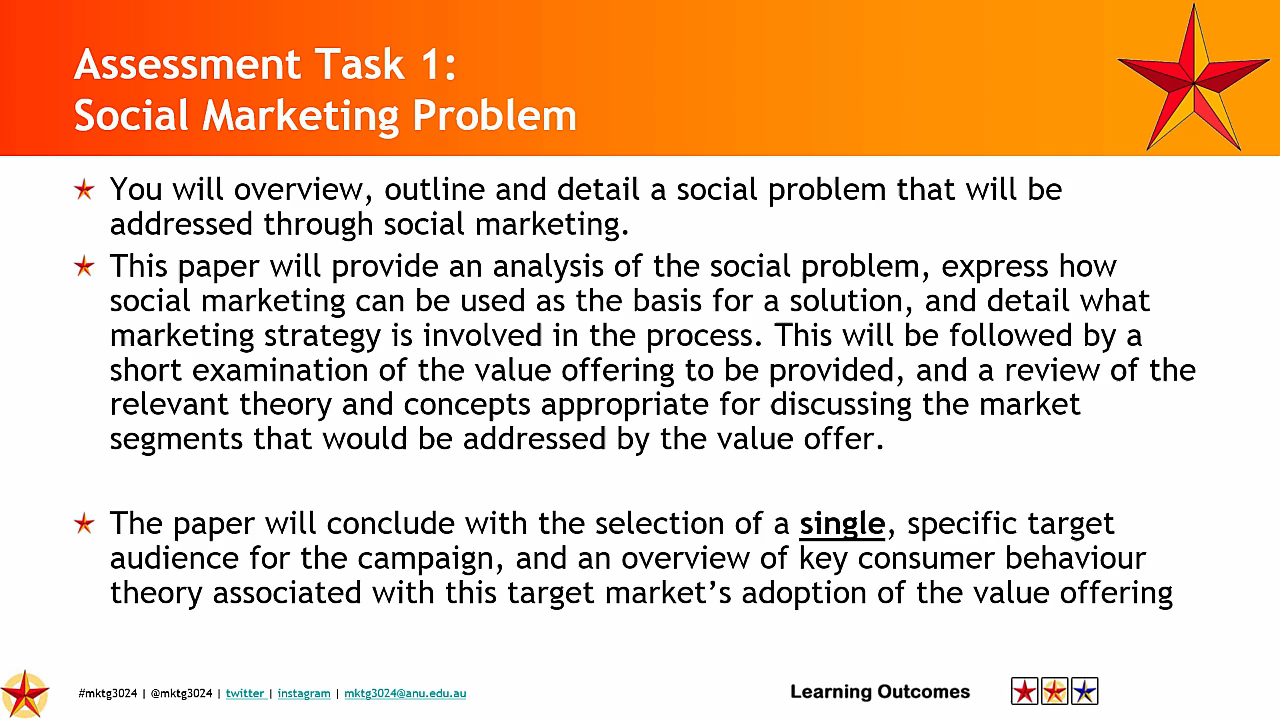 Assessment Task 1:
Social Marketing Problem
You will overview, outline and detail a social problem that will be
addressed through social marketing.
This paper will provide an analysis of the social problem, express how
social marketing can be used as the basis for a solution, and detail what
marketing strategy is involved in the process. This will be followed by a
short examination of the value offering to be provided, and a review of the
relevant theory and concepts appropriate for discussing the market
segments that would be addressed by the value offer.
The paper will conclude with the selection of a single, specific target
audience for the campaign, and an overview of key consumer behaviour
theory associated with this target market’s adoption of the value offering
#mktg3024 | @mktg3024 | twitter | instagram | mktg3024@anu.edu.au
Learning Outcomes